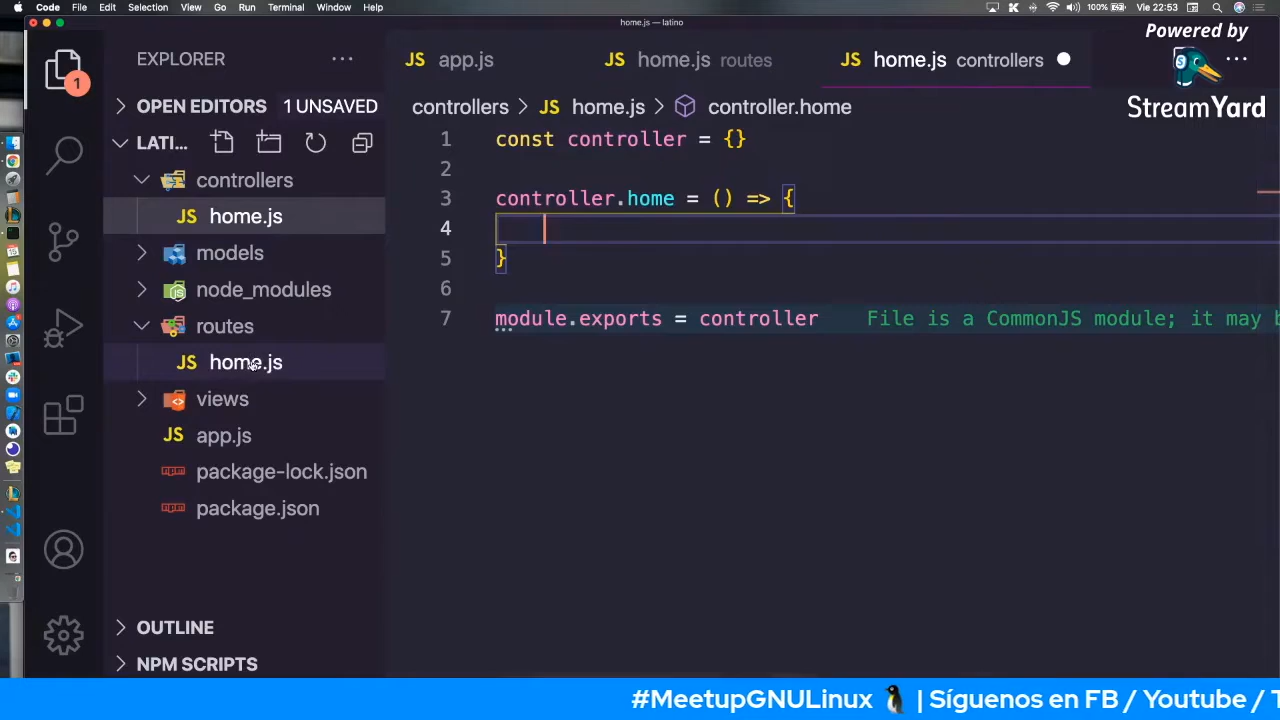 Code File Edit Selection View Go Run Terminal Window Help 100% Vie 22:53
home.js — latino
Powered by
StreamYard
EXPLORER
1
OPEN EDITORS 1 UNSAVED
LATI...
controllers
JS home.js
models
node_modules
routes
JS home.js
views
JS app.js
package-lock.json
package.json
OUTLINE
NPM SCRIPTS
JS app.js JS home.js routes JS home.js controllers
controllers > JS home.js > controller.home
1 const controller = {}
2
3 controller.home = () => {
4
5 }
6
7 module.exports = controller File is a CommonJS module; it may b
#MeetupGNULinux 🐧 | Síguenos en FB / Youtube / T